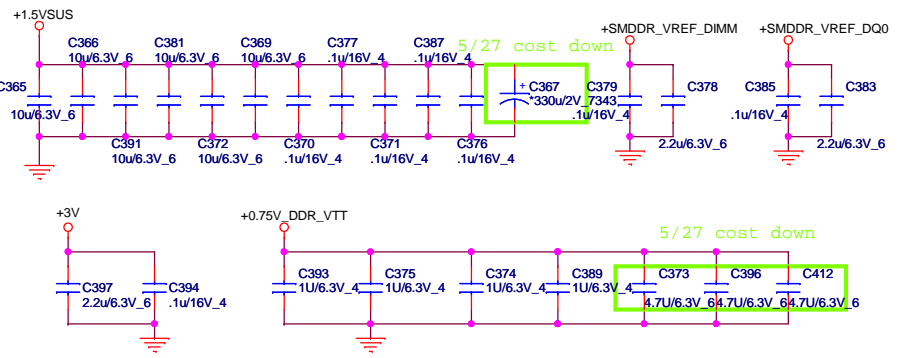 +1.5VSUS
+SMDDR_VREF_DIMM
+SMDDR_VREF_DQ0
C366
10u/6.3V_6
C381
10u/6.3V_6
C369
10u/6.3V_6
C377
.1u/16V_4
C387
.1u/16V_4
5/27 cost down
C365
10u/6.3V_6
+
C367
*330u/2V_7343
C379
.1u/16V_4
C378
2.2u/6.3V_6
C385
.1u/16V_4
C383
2.2u/6.3V_6
C391
10u/6.3V_6
C372
10u/6.3V_6
C370
.1u/16V_4
C371
.1u/16V_4
C376
.1u/16V_4
+3V
+0.75V_DDR_VTT
5/27 cost down
C397
2.2u/6.3V_6
C394
.1u/16V_4
C393
1U/6.3V_4
C375
1U/6.3V_4
C374
1U/6.3V_4
C389
1U/6.3V_4
C373
4.7U/6.3V_6
C396
4.7U/6.3V_6
C412
4.7U/6.3V_6